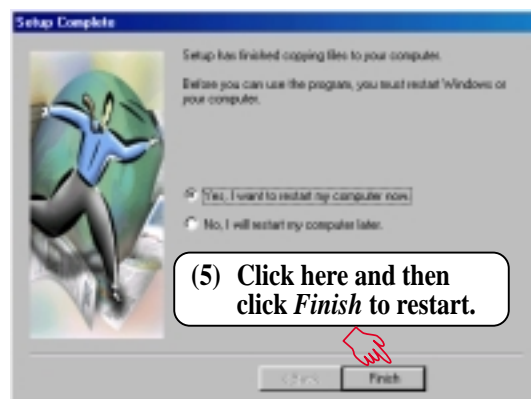 Setup Complete
Setup has finished copying files to your computer.
Before you can use the program, you must restart Windows or
your computer.
Yes, I want to restart my computer now.
No, I will restart my computer later.
(5) Click here and then
click Finish to restart.
< Back
Finish